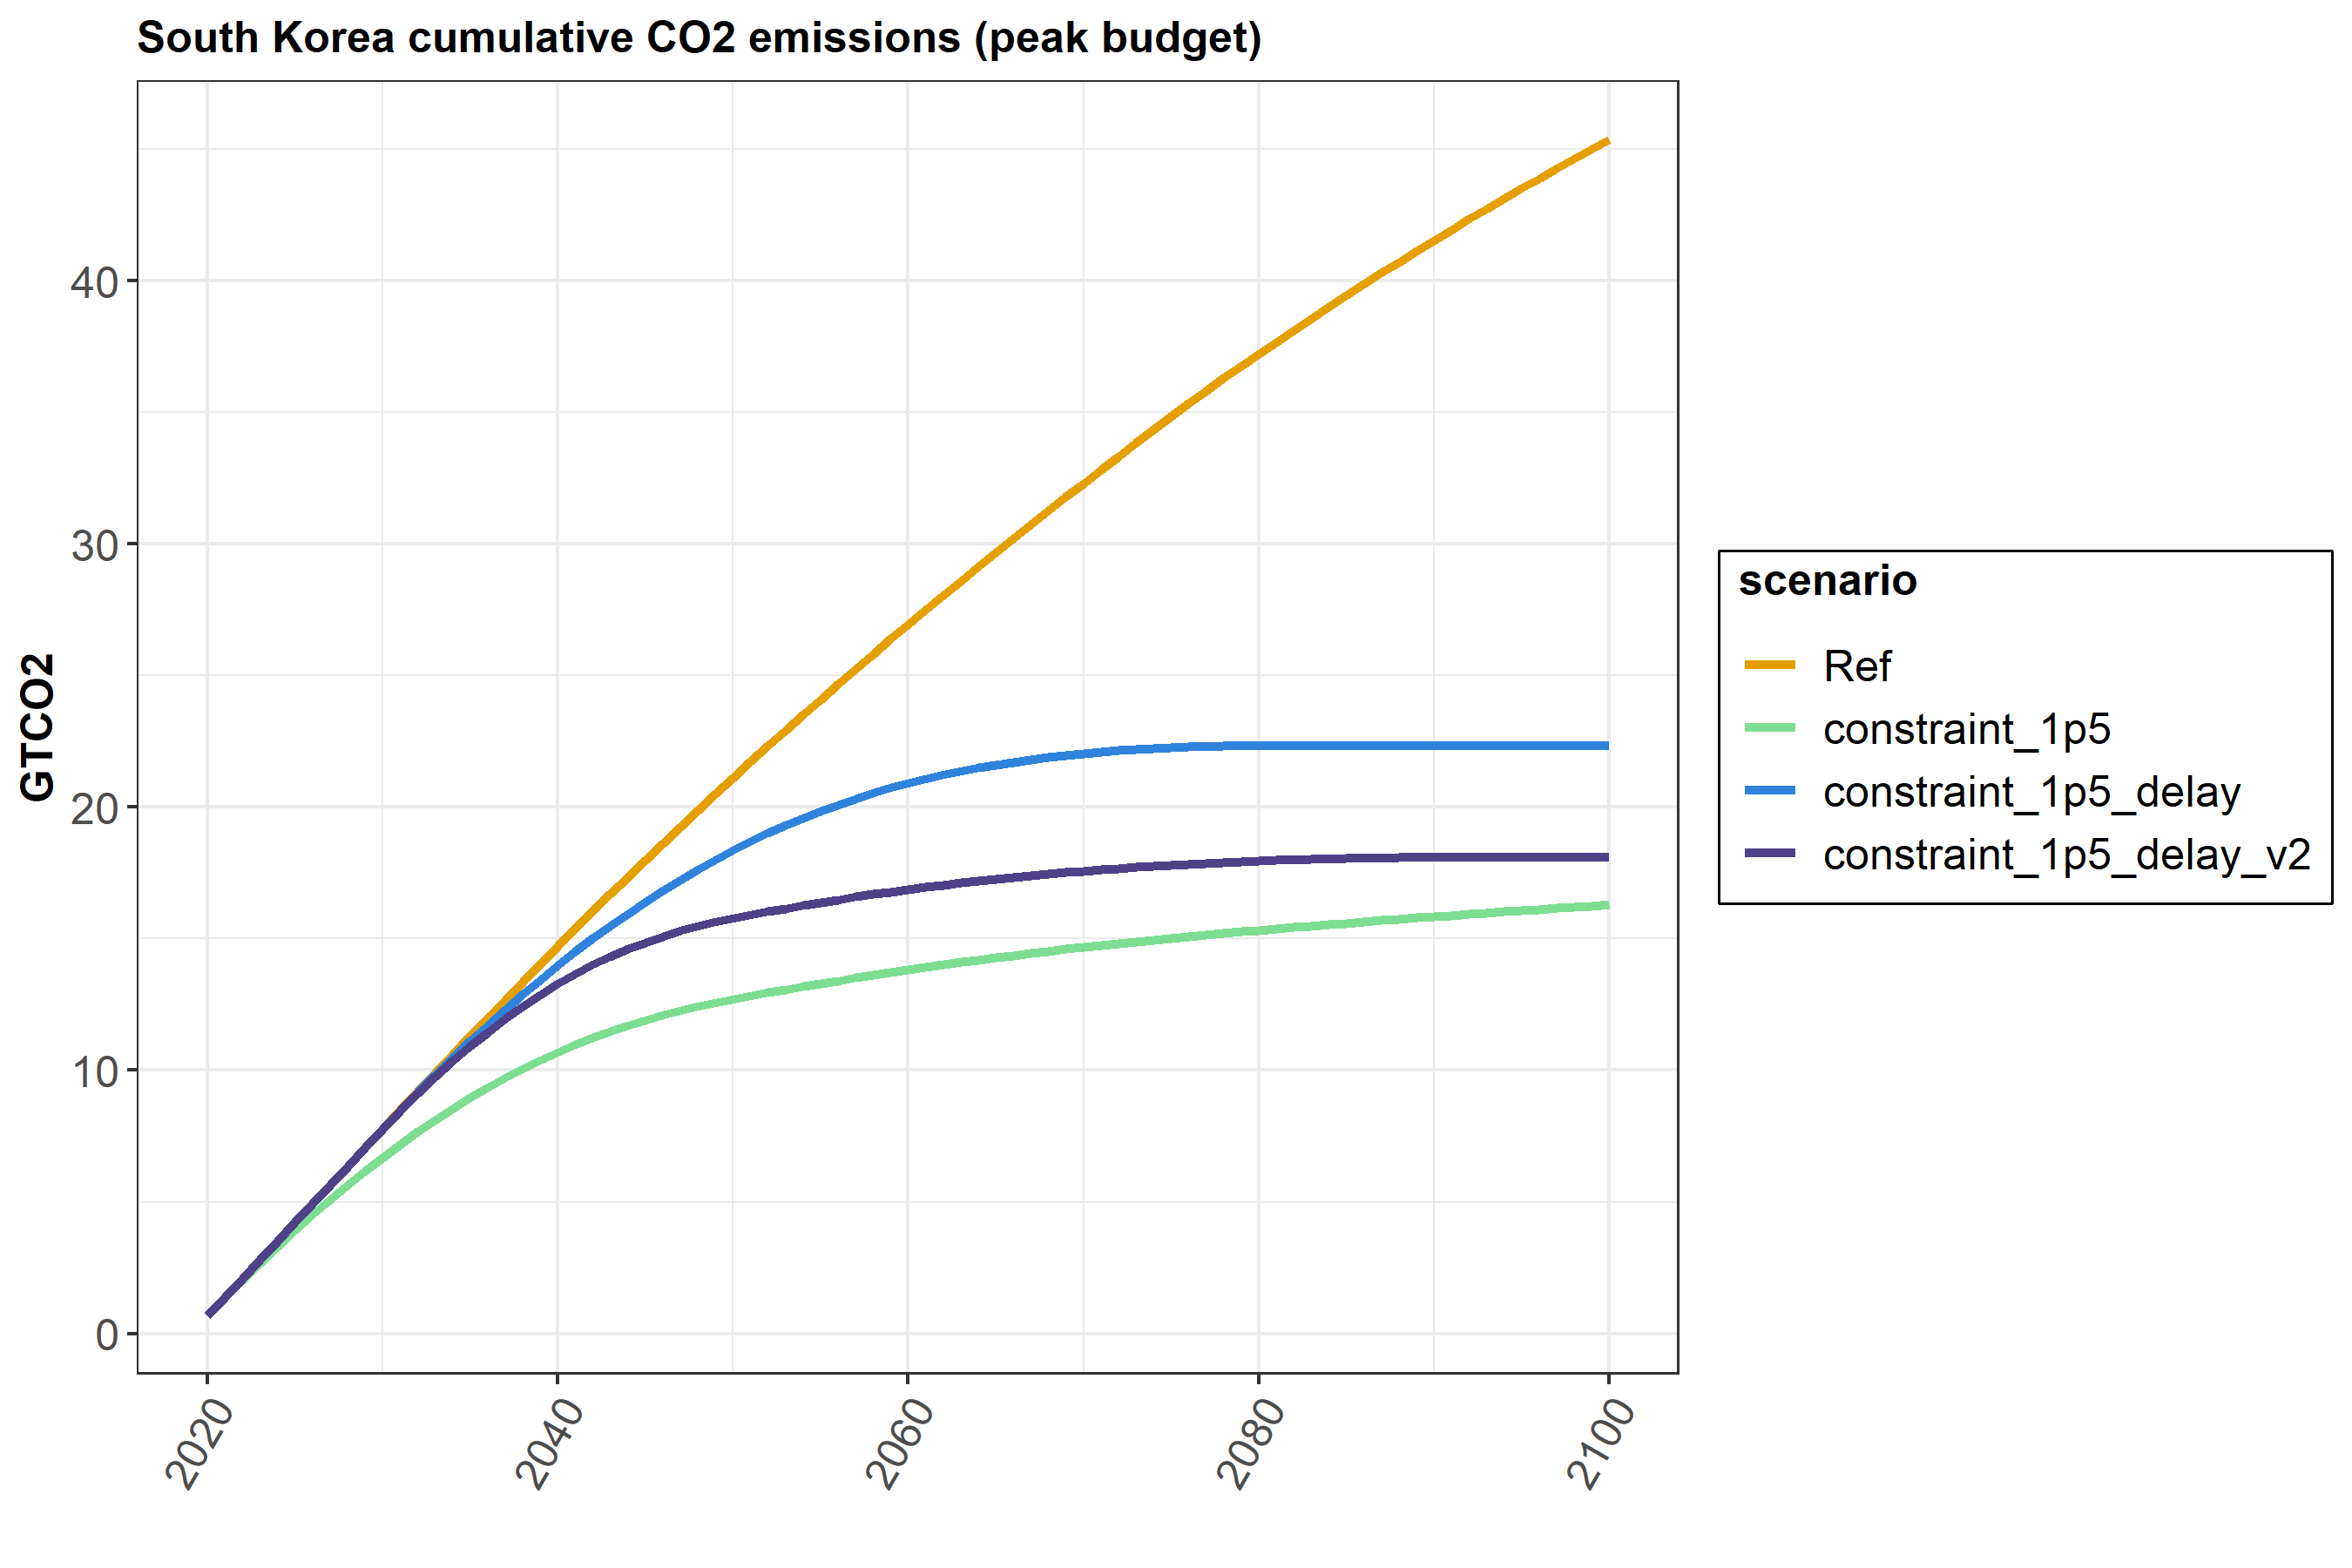 South Korea cumulative CO2 emissions (peak budget)
GTCO2
40
30
20
10
0
2020
2040
2060
2080
2100
scenario
Ref
constraint_1p5
constraint_1p5_delay
constraint_1p5_delay_v2